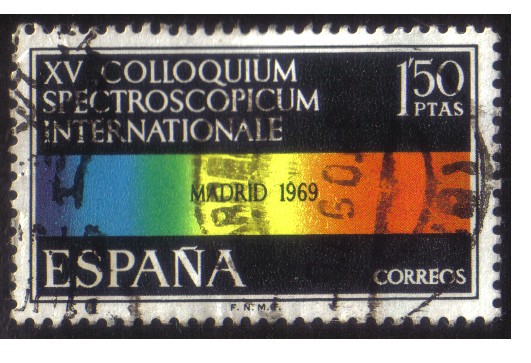 XV COLLOQUIUM
SPECTROSCOPICUM
INTERNATIONALE
1'50
PTAS
MADRID 1969
ESPAÑA
CORREOS
F.N.M.T.